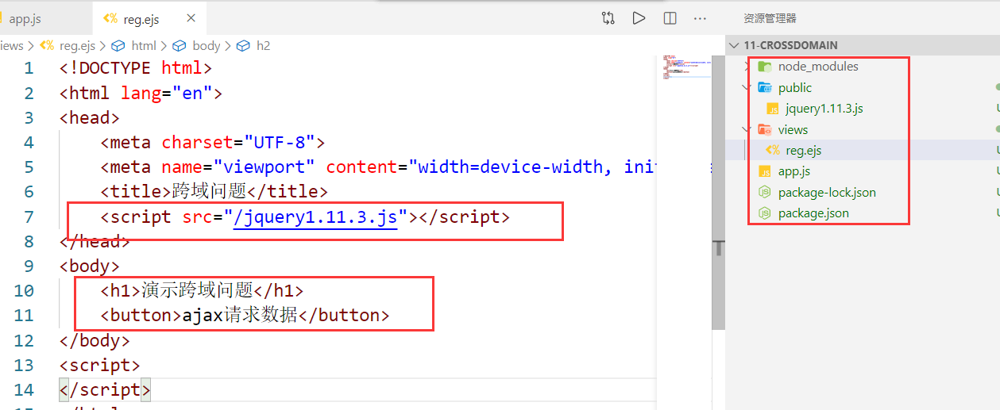 app.js
reg.ejs
资源管理器
iews > reg.ejs > html > body > h2
11-CROSSDOMAIN
1 <!DOCTYPE html>
2 <html lang="en">
3 <head>
4 <meta charset="UTF-8">
5 <meta name="viewport" content="width=device-width, init
6 <title>跨域问题</title>
7 <script src="/jquery1.11.3.js"></script>
8 </head>
9 <body>
10 <h1>演示跨域问题</h1>
11 <button>ajax请求数据</button>
12 </body>
13 <script>
14 </script>
node_modules
public
JS jquery1.11.3.js
views
reg.ejs
JS app.js
package-lock.json
package.json